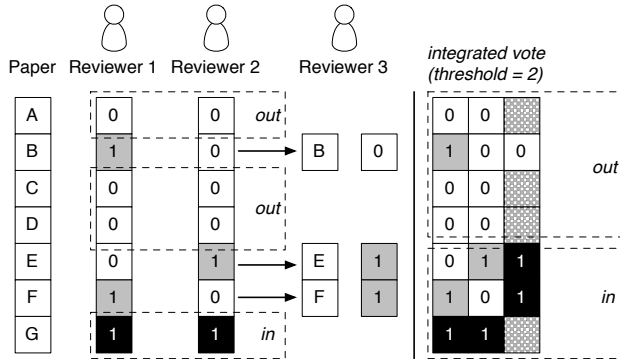 integrated vote
Paper Reviewer 1 Reviewer 2 Reviewer 3 (threshold = 2)
A 0 0 out 0 0
B 1 0 B 0 1 0 0
C 0 0 0 0 out
D 0 0 out 0 0
E 0 1 E 1 0 1 1
F 1 0 F 1 1 0 1 in
G 1 1 in 1 1